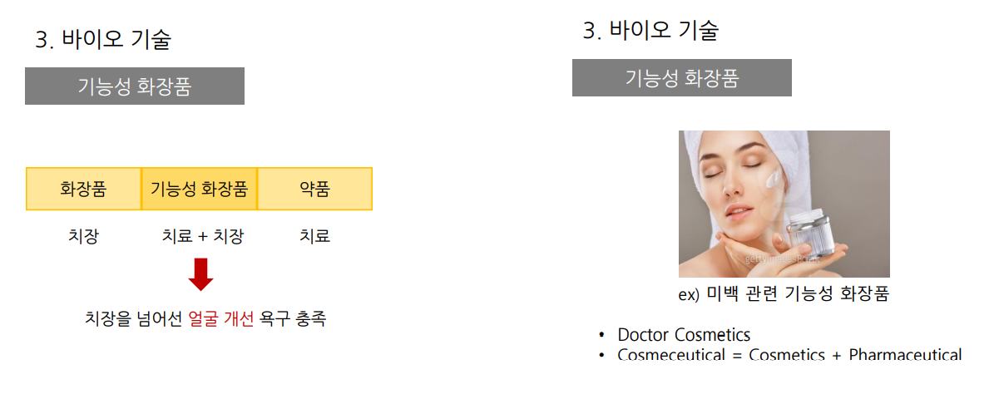 3. 바이오 기술
기능성 화장품
화장품 기능성 화장품 약품
치장 치료 + 치장 치료
치장을 넘어선 얼굴 개선 욕구 충족
3. 바이오 기술
기능성 화장품
ex) 미백 관련 기능성 화장품
• Doctor Cosmetics
• Cosmeceutical = Cosmetics + Pharmaceutical